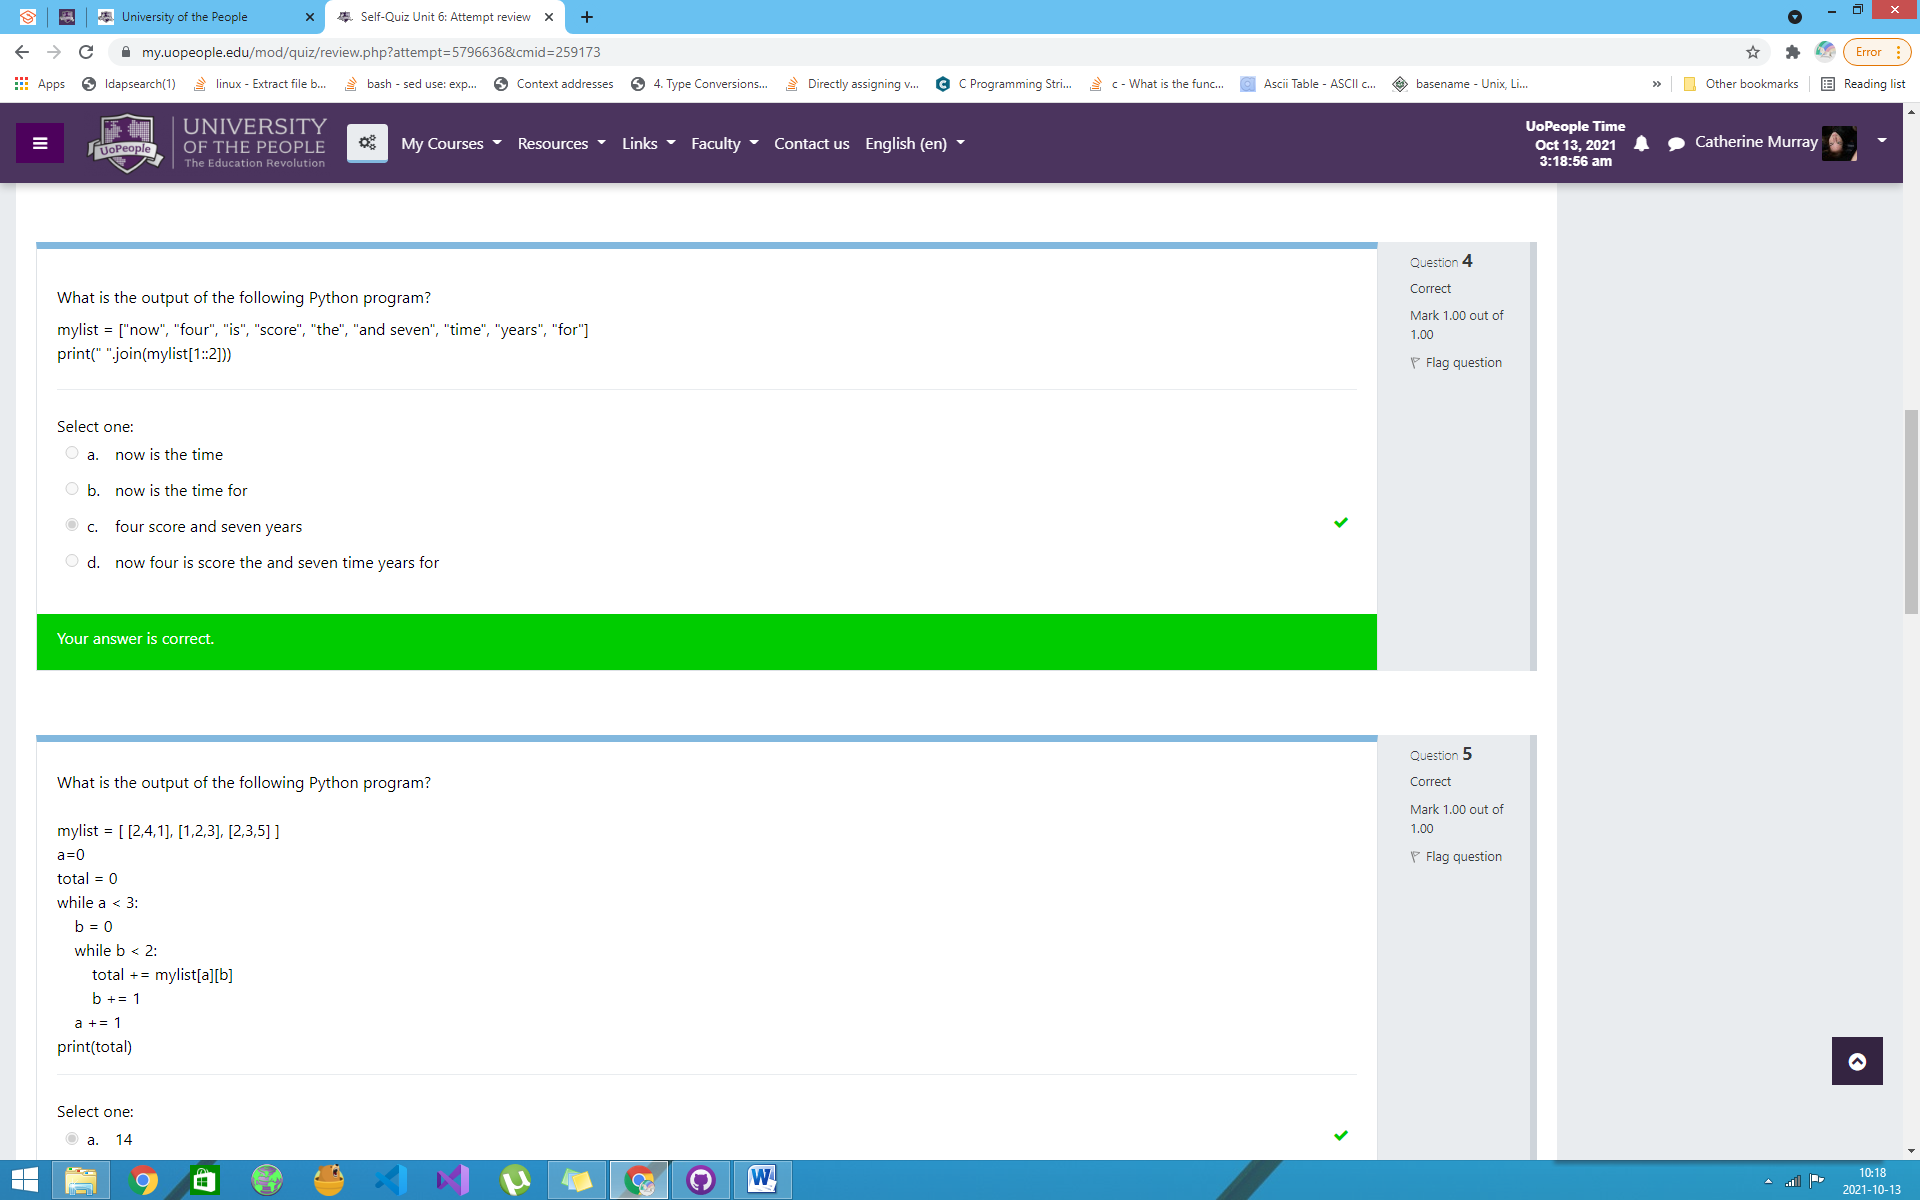 University of the People
Self-Quiz Unit 6: Attempt review
my.uopeople.edu/mod/quiz/review.php?attempt=5796636&cmid=259173
Error
Apps
ldapsearch(1)
linux - Extract file b...
bash - sed use: exp...
Context addresses
4. Type Conversions...
Directly assigning v...
C Programming Stri...
c - What is the func...
Ascii Table - ASCII c...
basename - Unix, Li...
Other bookmarks
Reading list
UoPeople
UNIVERSITY
OF THE PEOPLE
The Education Revolution
My Courses
Resources
Links
Faculty
Contact us
English (en)
UoPeople Time
Oct 13, 2021
3:18:56 am
Catherine Murray
What is the output of the following Python program?
mylist = ["now", "four", "is", "score", "the", "and seven", "time", "years", "for"]
print(" ".join(mylist[1::2]))
Select one:
a. now is the time
b. now is the time for
c. four score and seven years
d. now four is score the and seven time years for
Your answer is correct.
Question 4
Correct
Mark 1.00 out of
1.00
Flag question
What is the output of the following Python program?
mylist = [ [2,4,1], [1,2,3], [2,3,5] ]
a=0
total = 0
while a < 3:
b = 0
while b < 2:
total += mylist[a][b]
b += 1
a += 1
print(total)
Select one:
a. 14
Question 5
Correct
Mark 1.00 out of
1.00
Flag question
10:18
2021-10-13